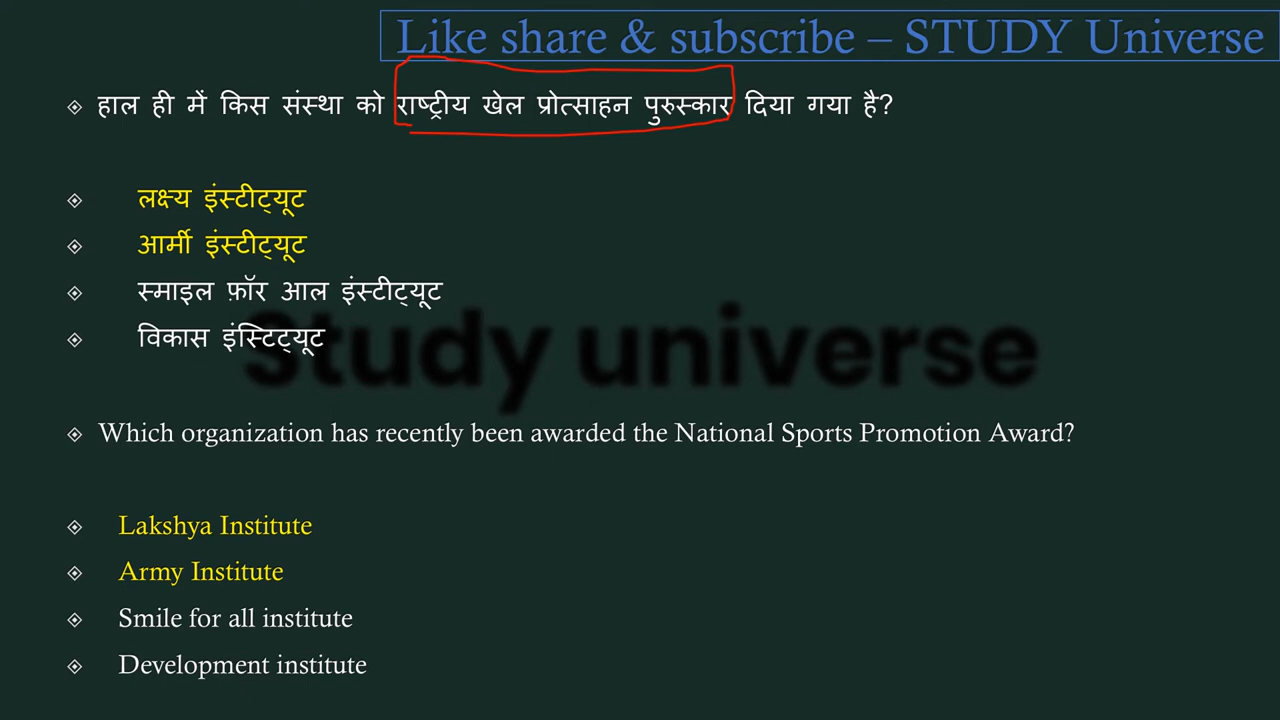 Like share & subscribe – STUDY Universe
हाल ही में किस संस्था को राष्ट्रीय खेल प्रोत्साहन पुरुस्कार दिया गया है?
लक्ष्य इंस्टीट्यूट
आर्मी इंस्टीट्यूट
स्माइल फ़ॉर आल इंस्टीट्यूट
विकास इंस्टिट्यूट
Study universe
Which organization has recently been awarded the National Sports Promotion Award?
Lakshya Institute
Army Institute
Smile for all institute
Development institute